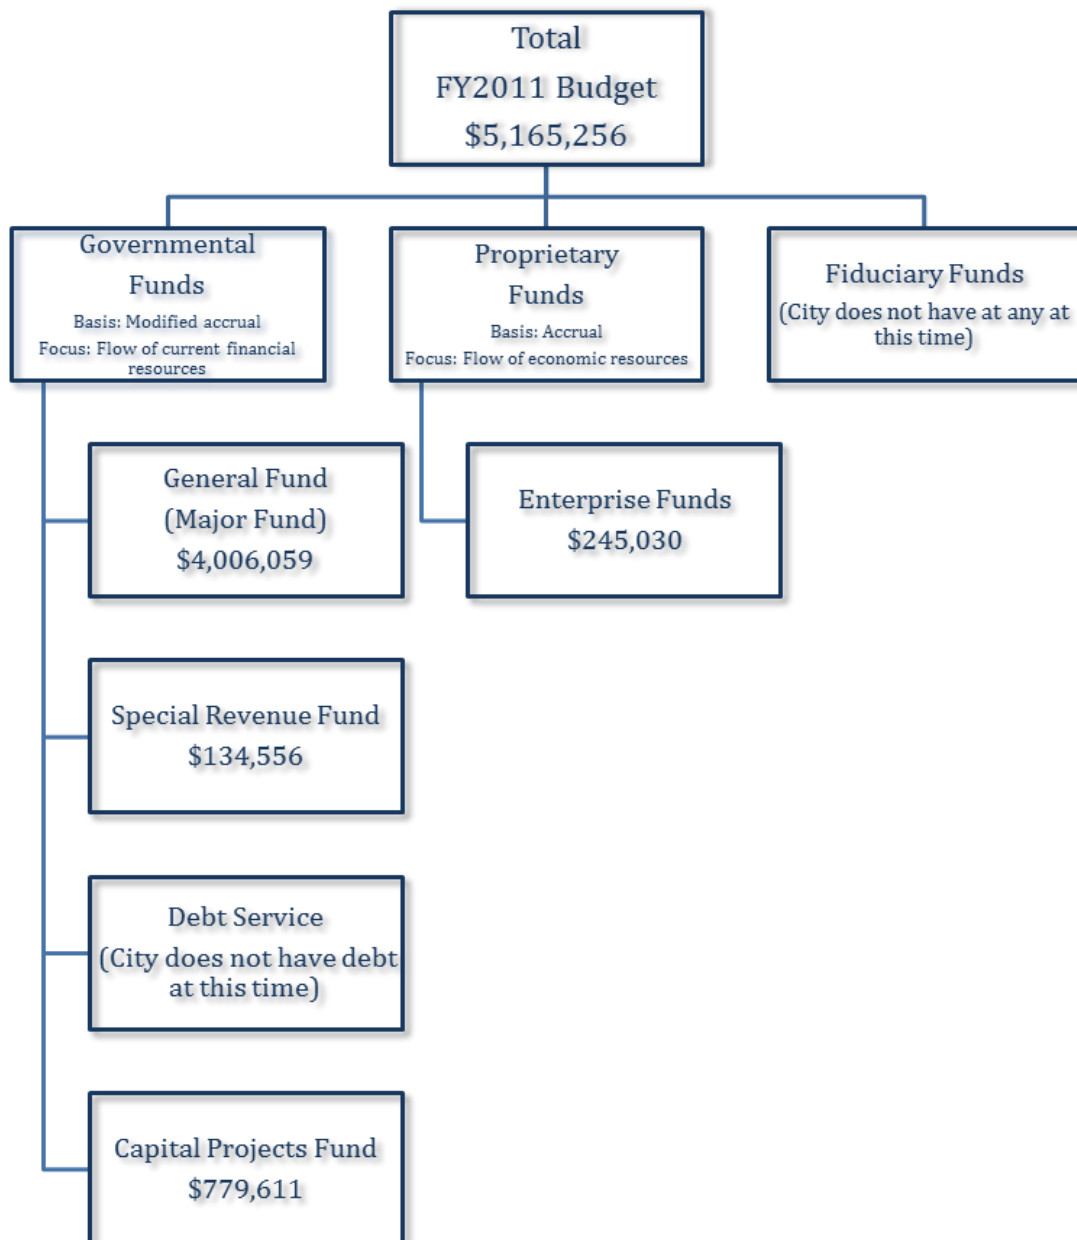 Total
FY2011 Budget
$5,165,256
Governmental
Funds
Basis: Modified accrual
Focus: Flow of current financial
resources
Proprietary
Funds
Basis: Accrual
Focus: Flow of economic resources
Fiduciary Funds
(City does not have at any at
this time)
General Fund
(Major Fund)
$4,006,059
Enterprise Funds
$245,030
Special Revenue Fund
$134,556
Debt Service
(City does not have debt
at this time)
Capital Projects Fund
$779,611